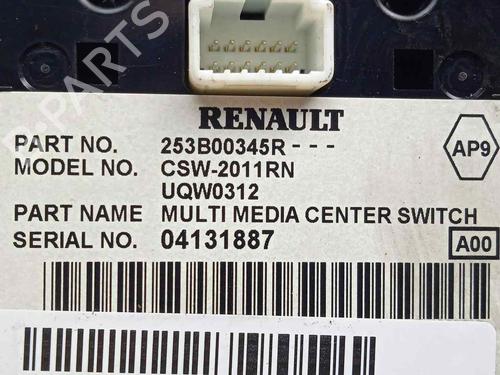 RENAULT
PART NO. 253B00345R---
MODEL NO. CSW-2011RN
UQW0312
PART NAME MULTI MEDIA CENTER SWITCH
SERIAL NO. 04131887
AP9
A00